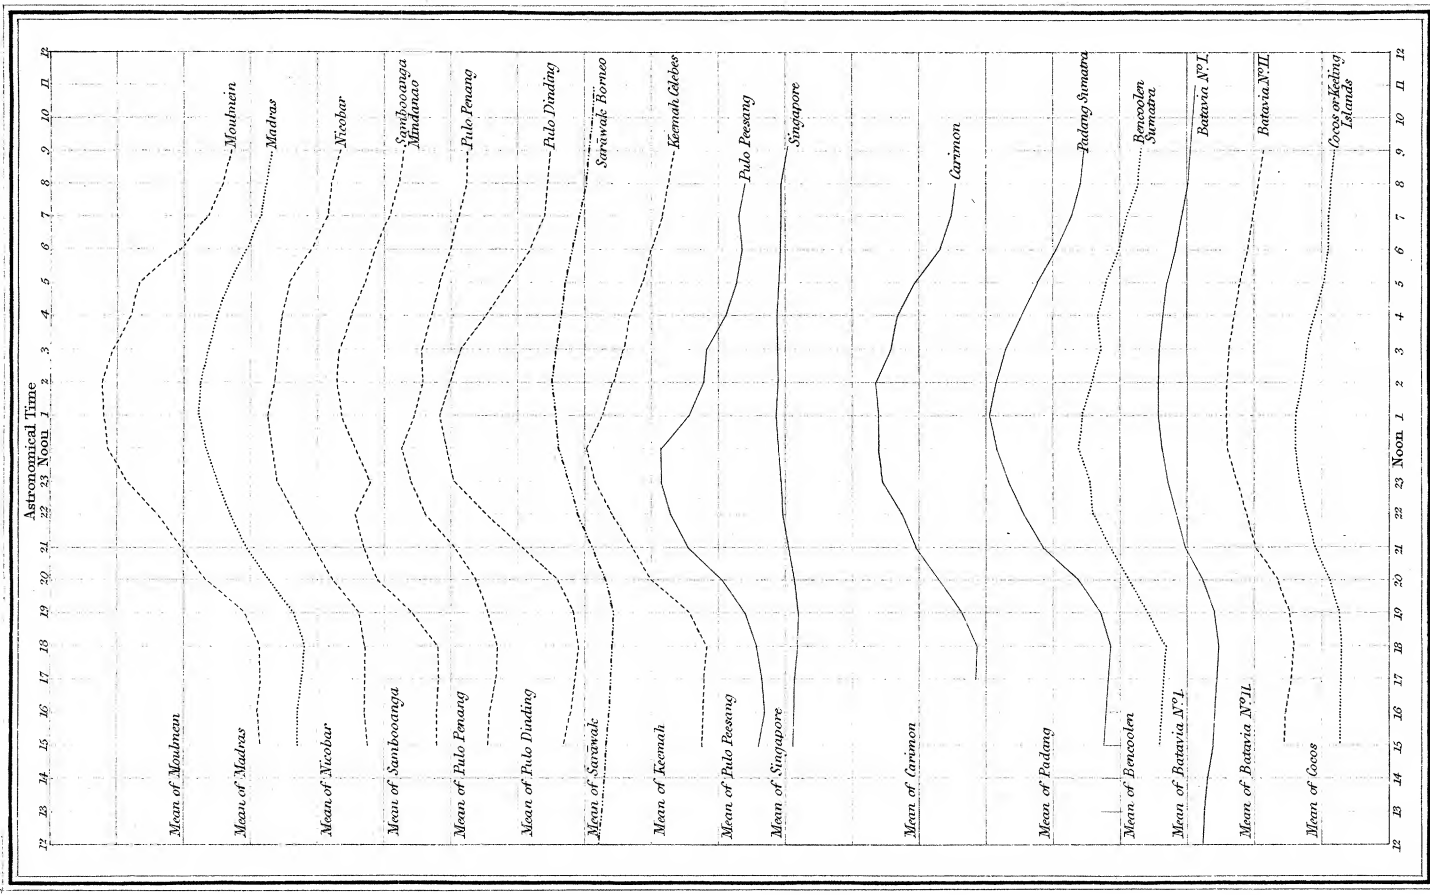 Astronomical Time
12 13 14 15 16 17 18 19 20 21 22 23 Noon 1 2 3 4 5 6 7 8 9 10 11 12
Mean of Moulmein
Moulmein
Mean of Madras
Madras
Mean of Nicobar
Nicobar
Mean of Sambooanga
Sambooanga
Mindanao
Mean of Pulo Penang
Pulo Penang
Mean of Pulo Dinding
Pulo Dinding
Mean of Sarāwak
Sarāwak Borneo
Mean of Keemah
Keemah Celebes
Mean of Pulo Peesang
Pulo Peesang
Mean of Singapore
Singapore
Mean of Carimon
Carimon
Mean of Padang
Padang Sumatra
Mean of Bencoolen
Bencoolen
Sumatra
Mean of Batavia Nº I.
Batavia Nº I.
Mean of Batavia Nº II.
Batavia Nº II
Mean of Cocos
Cocos or Keeling
Islands
12 13 14 15 16 17 18 19 20 21 22 23 Noon 1 2 3 4 5 6 7 8 9 10 11 12